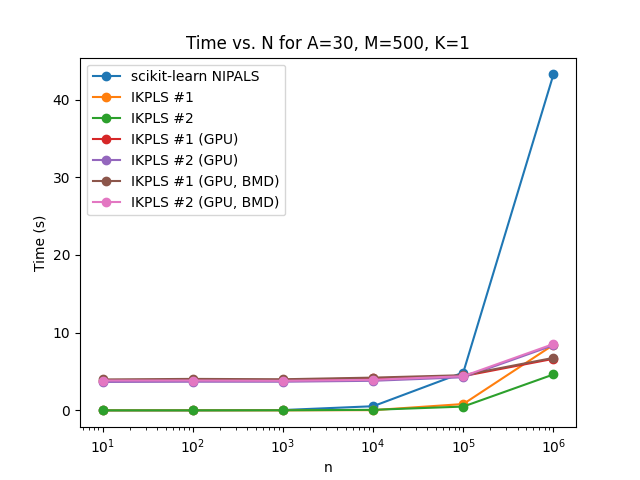 Time vs. N for A=30, M=500, K=1
scikit-learn NIPALS
IKPLS #1
IKPLS #2
IKPLS #1 (GPU)
IKPLS #2 (GPU)
IKPLS #1 (GPU, BMD)
IKPLS #2 (GPU, BMD)
Time (s)
40
30
20
10
0
10¹ 10² 10³ 10⁴ 10⁵ 10⁶
n